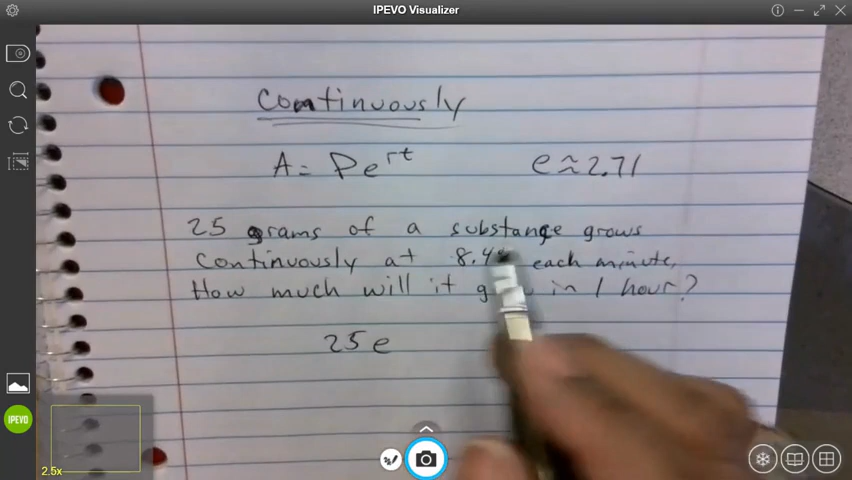 IPEVO Visualizer
Continuously
A = Pe^rt
e ≈ 2.71
25 grams of a substance grows
continuously at 8.4% each minute.
How much will it in 1 hour?
25 e
IPEVO
2.5x